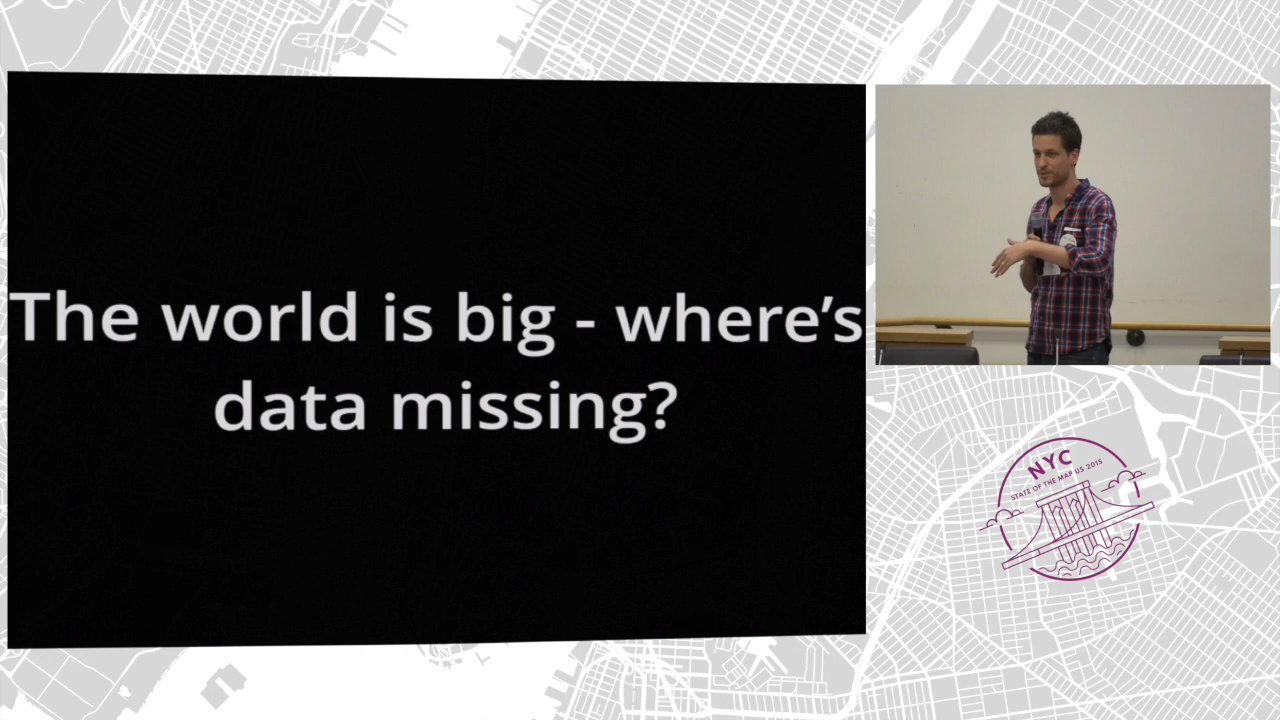 The world is big - where’s
data missing?
NYC
STATE OF THE MAP US 2015